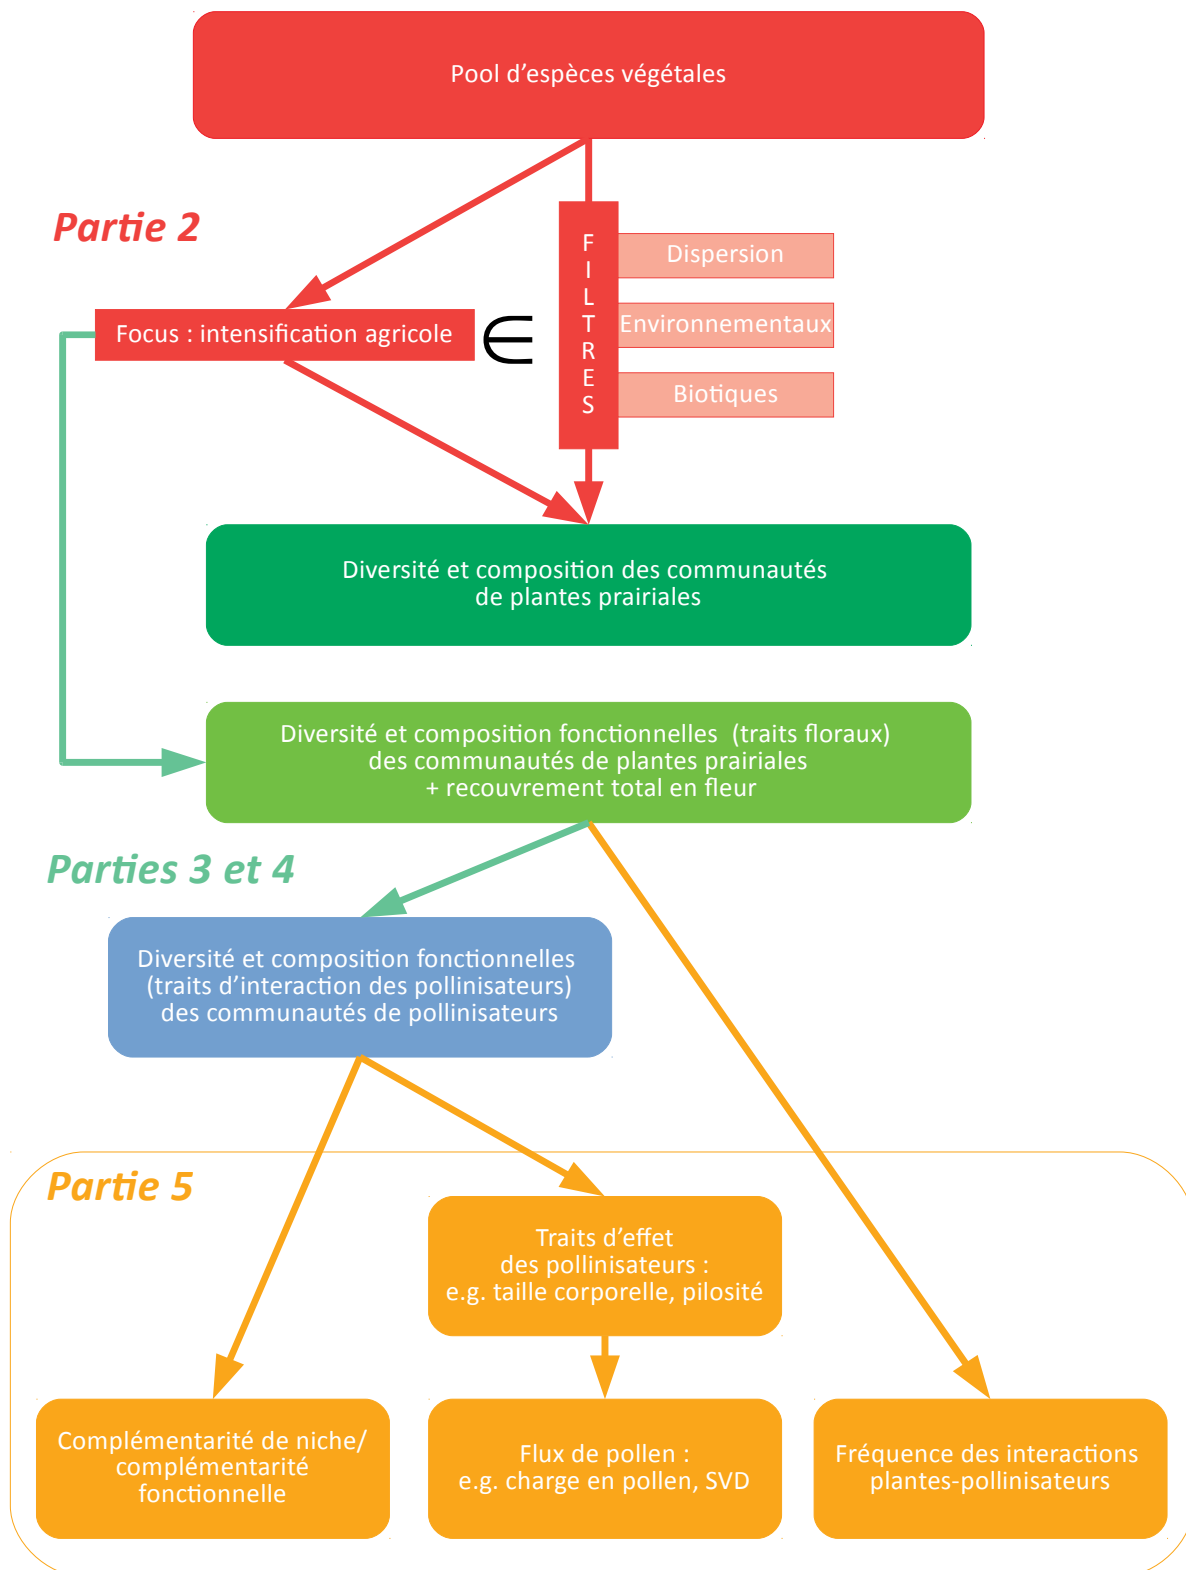 Pool d'espèces végétales
Partie 2
FILTRES
Dispersion
Environnementaux
Biotiques
Focus : intensification agricole
∈
Diversité et composition des communautés
de plantes prairiales
Diversité et composition fonctionnelles (traits floraux)
des communautés de plantes prairiales
+ recouvrement total en fleur
Parties 3 et 4
Diversité et composition fonctionnelles
(traits d'interaction des pollinisateurs)
des communautés de pollinisateurs
Partie 5
Traits d'effet
des pollinisateurs :
e.g. taille corporelle, pilosité
Complémentarité de niche/
complémentarité
fonctionnelle
Flux de pollen :
e.g. charge en pollen, SVD
Fréquence des interactions
plantes-pollinisateurs